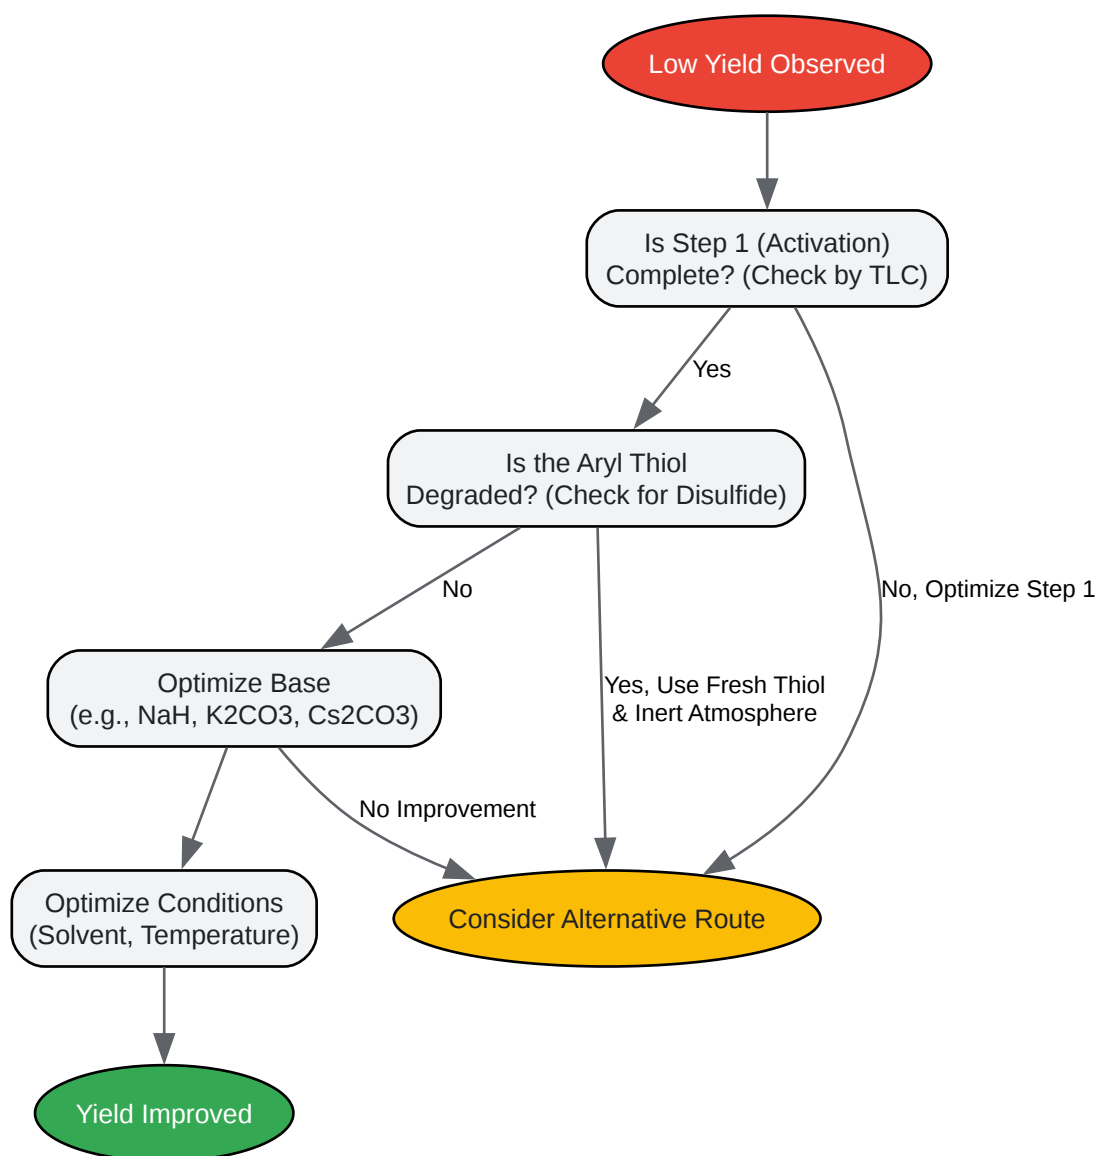 Low Yield Observed
Is Step 1 (Activation)
Complete? (Check by TLC)
Yes
Is the Aryl Thiol
Degraded? (Check for Disulfide)
No
No, Optimize Step 1
Optimize Base
(e.g., NaH, K2CO3, Cs2CO3)
Yes, Use Fresh Thiol
& Inert Atmosphere
No Improvement
Optimize Conditions
(Solvent, Temperature)
Consider Alternative Route
Yield Improved